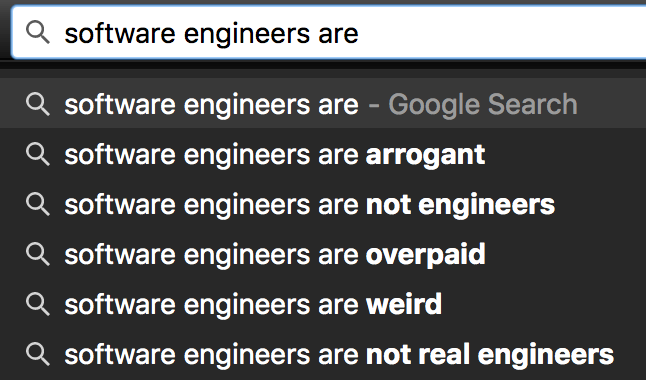 software engineers are
software engineers are - Google Search
software engineers are arrogant
software engineers are not engineers
software engineers are overpaid
software engineers are weird
software engineers are not real engineers